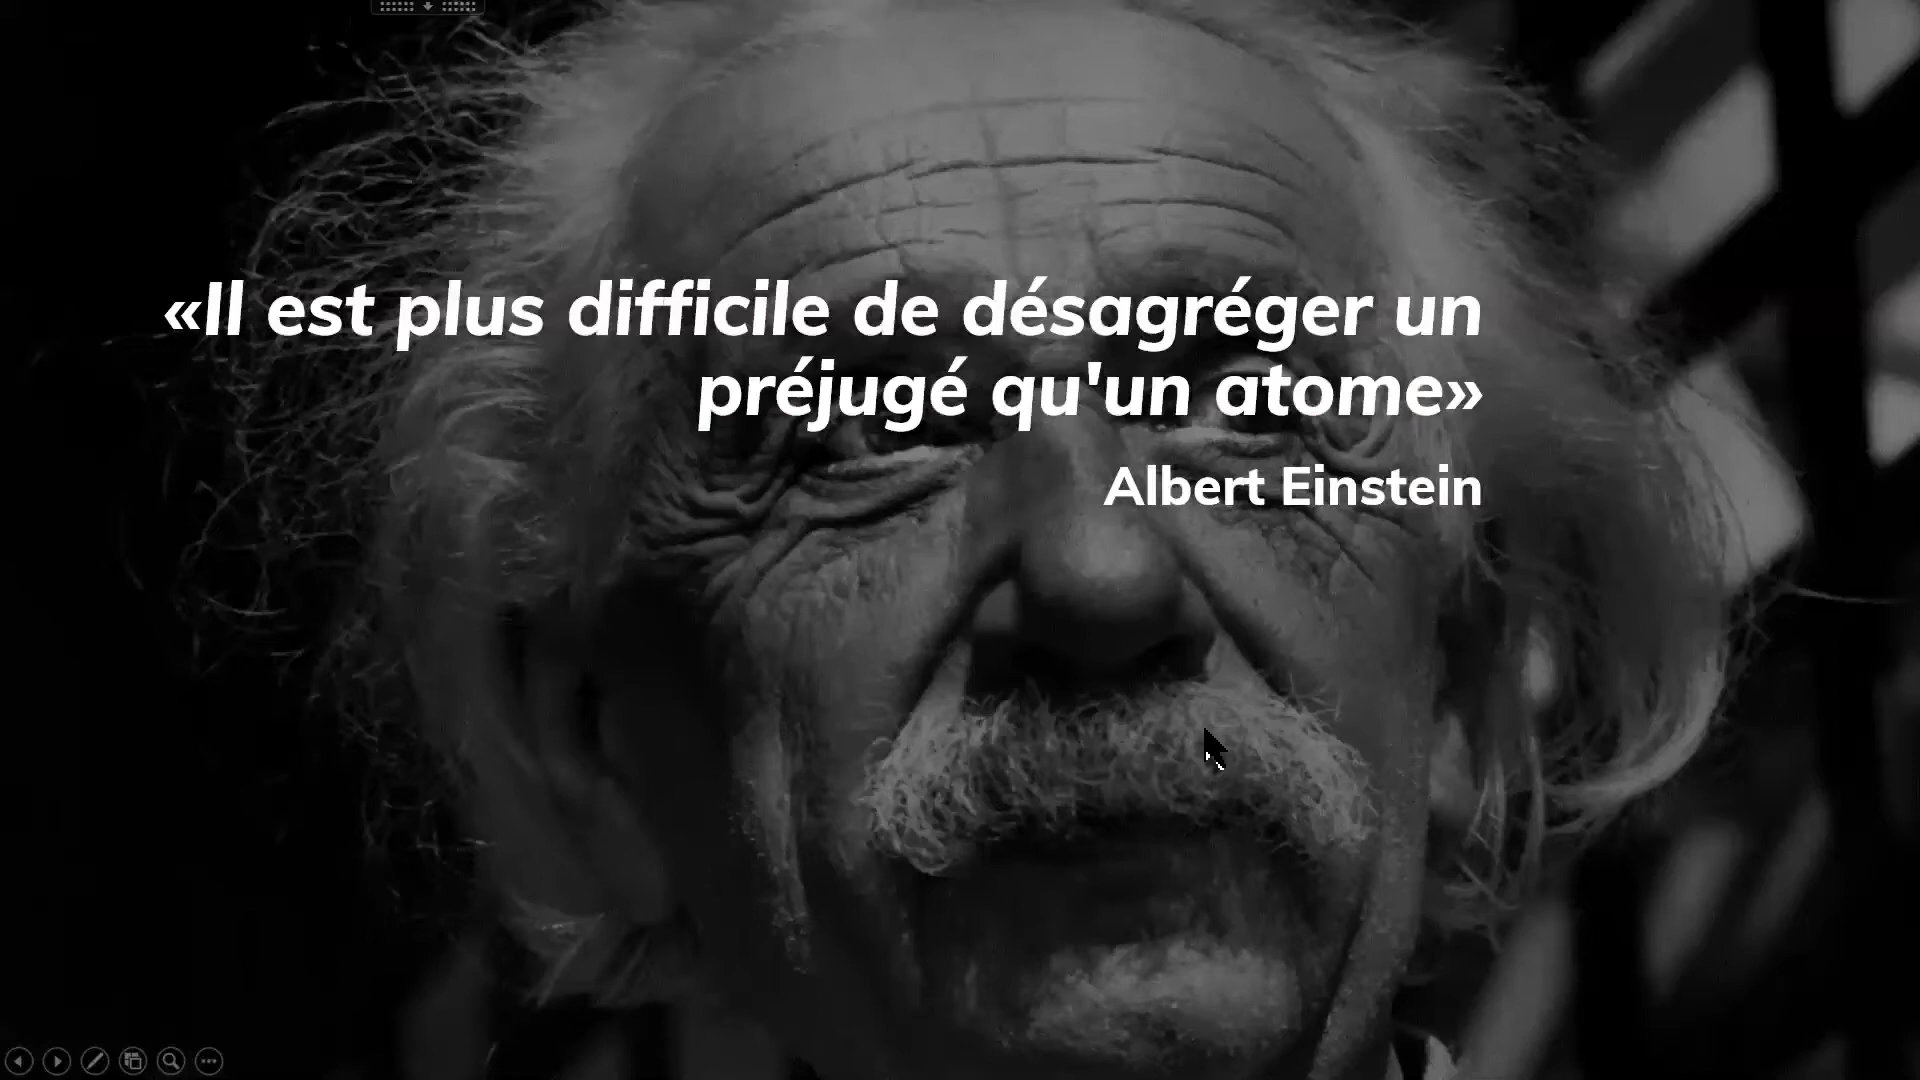 «Il est plus difficile de désagréger un
préjugé qu'un atome»
Albert Einstein